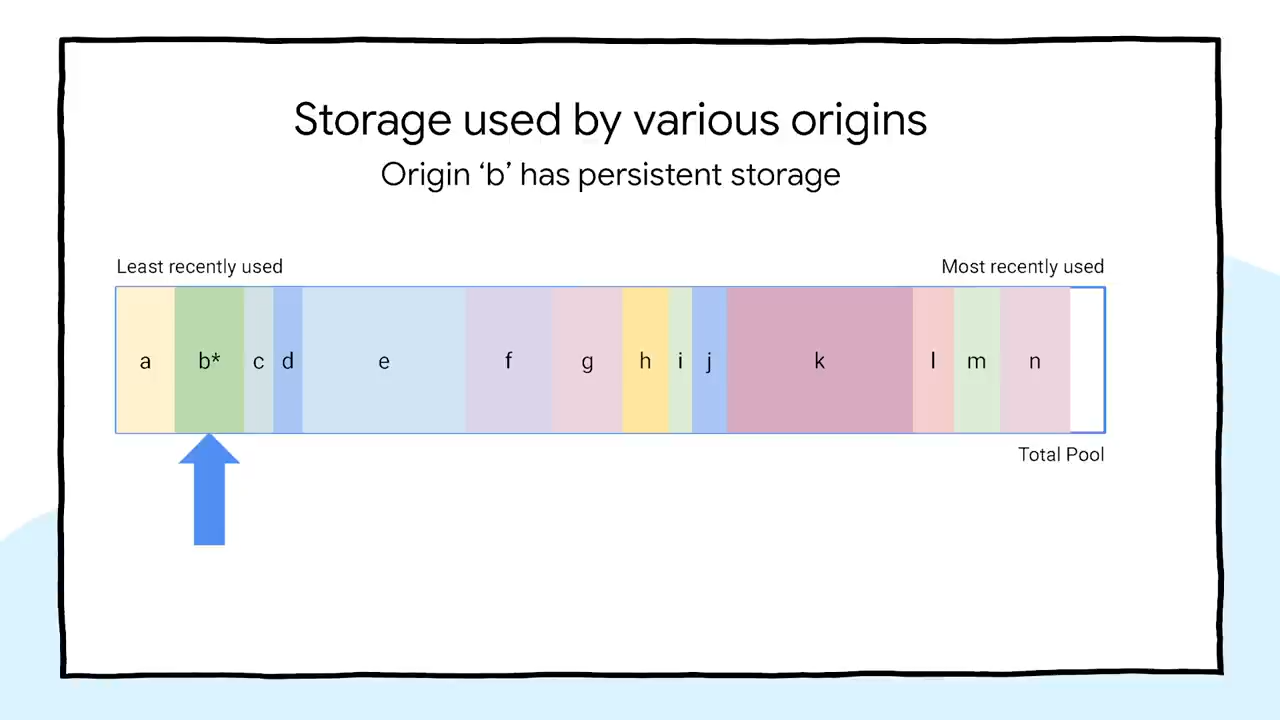 Storage used by various origins
Origin ‘b’ has persistent storage
Least recently used
Most recently used
a b* c d e f g h i j k l m n
Total Pool